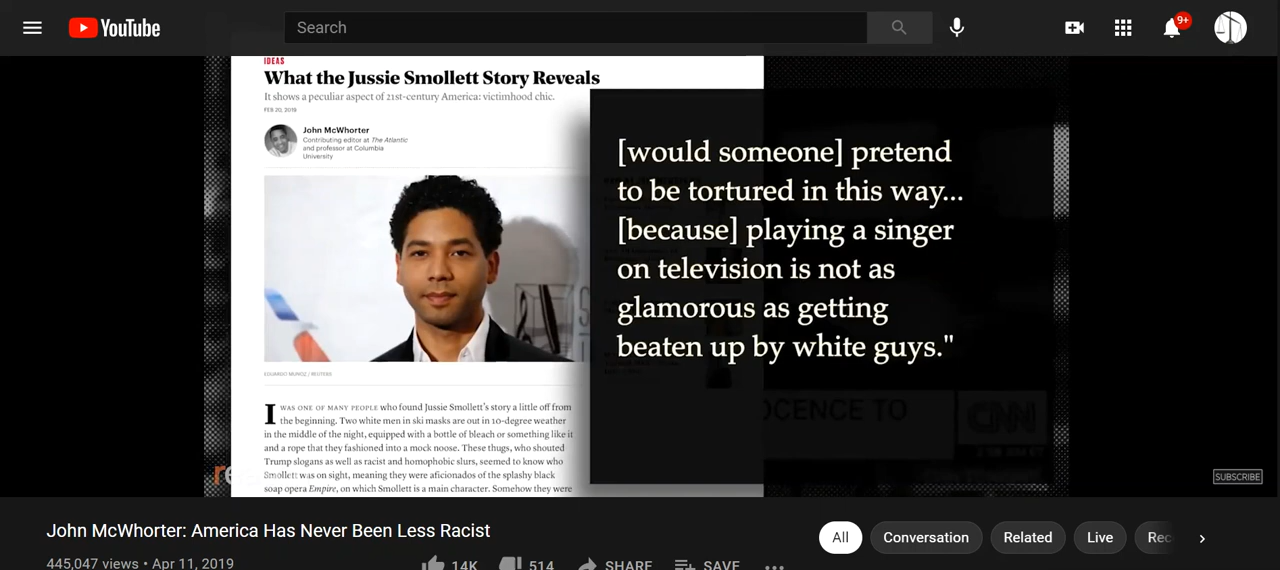 YouTube
Search
9+
IDEAS
What the Jussie Smollett Story Reveals
It shows a peculiar aspect of 21st-century America: victimhood chic.
FEB 20, 2019
John McWhorter
Contributing editor at The Atlantic
and professor at Columbia
University
[would someone] pretend
to be tortured in this way...
[because] playing a singer
on television is not as
glamorous as getting
beaten up by white guys."
EDUARDO MUNOZ / REUTERS
I WAS ONE OF MANY PEOPLE who found Jussie Smollett's story a little off from
the beginning. Two white men in ski masks are out in 10-degree weather
in the middle of the night, equipped with a bottle of bleach or something like it
and a rope that they fashioned into a mock noose. These thugs, who shouted
Trump slogans as well as racist and homophobic slurs, seemed to know who
Smollett was on sight, meaning they were aficionados of the splashy black
soap opera Empire, on which Smollett is a main character. Somehow they were
OCENCE TO
CNN
SUBSCRIBE
John McWhorter: America Has Never Been Less Racist
All
Conversation
Related
Live
Rec
445,047 views • Apr 11, 2019
14K
514
SHARE
SAVE